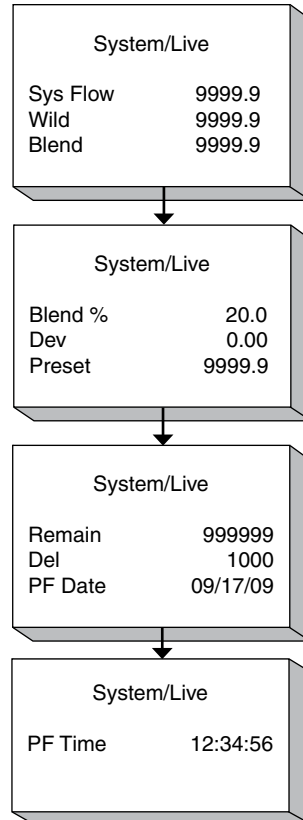 System/Live
Sys Flow 9999.9
Wild 9999.9
Blend 9999.9
System/Live
Blend % 20.0
Dev 0.00
Preset 9999.9
System/Live
Remain 999999
Del 1000
PF Date 09/17/09
System/Live
PF Time 12:34:56